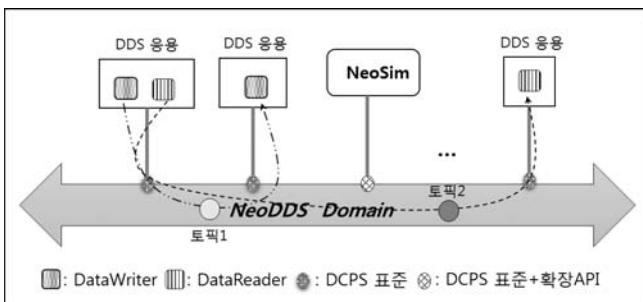 DDS 응용
DDS 응용
DDS 응용
NeoSim
...
토픽2
NeoDDS Domain
토픽1
: DataWriter
: DataReader
: DCPS 표준
: DCPS 표준+확장API